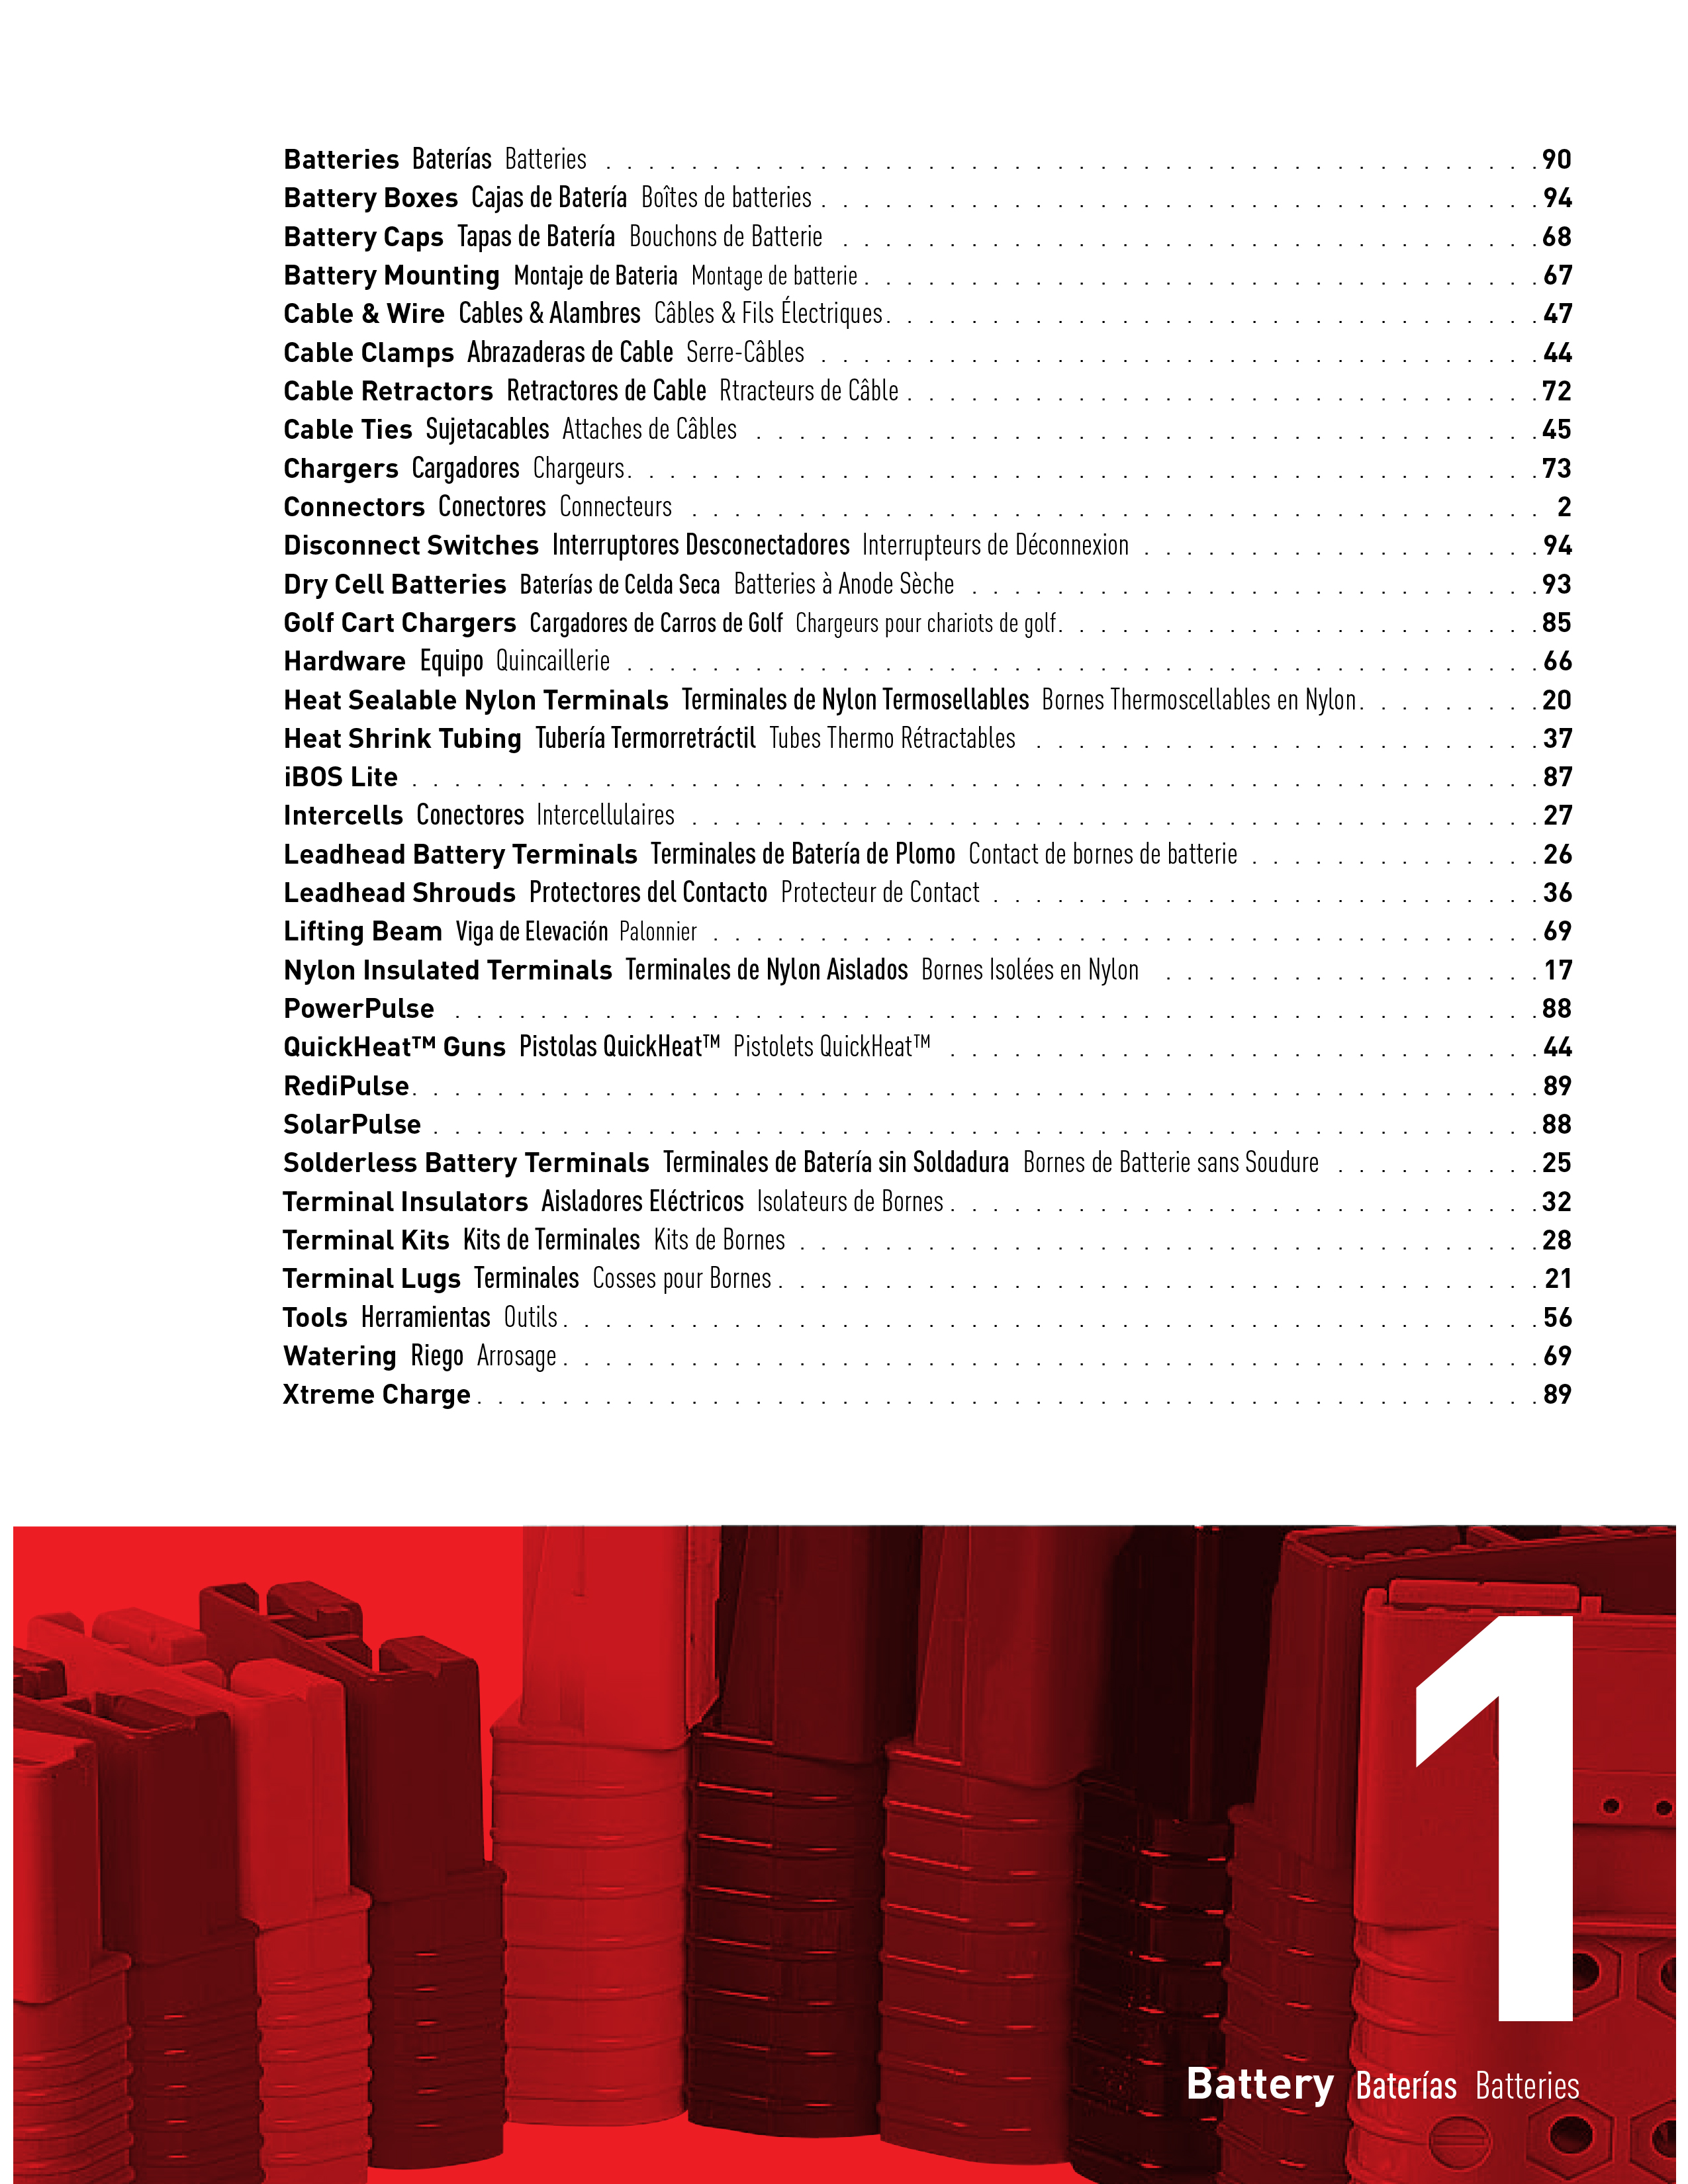 Batteries Baterías Batteries . . . . . . . . . . . . . . . . . . . . . . . . . . . . . . . . . . . . . . . . . . . . 90
Battery Boxes Cajas de Batería Boîtes de batteries . . . . . . . . . . . . . . . . . . . . . . . . . . . . . . . . . . 94
Battery Caps Tapas de Batería Bouchons de Batterie . . . . . . . . . . . . . . . . . . . . . . . . . . . . . . . . . 68
Battery Mounting Montaje de Bateria Montage de batterie . . . . . . . . . . . . . . . . . . . . . . . . . . . . . . . . 67
Cable & Wire Cables & Alambres Câbles & Fils Électriques . . . . . . . . . . . . . . . . . . . . . . . . . . . . . . . 47
Cable Clamps Abrazaderas de Cable Serre-Câbles . . . . . . . . . . . . . . . . . . . . . . . . . . . . . . . . . . 44
Cable Retractors Retractores de Cable Rtracteurs de Câble . . . . . . . . . . . . . . . . . . . . . . . . . . . . . . 72
Cable Ties Sujetacables Attaches de Câbles . . . . . . . . . . . . . . . . . . . . . . . . . . . . . . . . . . . . . 45
Chargers Cargadores Chargeurs . . . . . . . . . . . . . . . . . . . . . . . . . . . . . . . . . . . . . . . . . . . 73
Connectors Conectores Connecteurs . . . . . . . . . . . . . . . . . . . . . . . . . . . . . . . . . . . . . . . . 2
Disconnect Switches Interruptores Desconectadores Interrupteurs de Déconnexion . . . . . . . . . . . . . . . . . . . 94
Dry Cell Batteries Baterías de Celda Seca Batteries à Anode Sèche . . . . . . . . . . . . . . . . . . . . . . . . . . . 93
Golf Cart Chargers Cargadores de Carros de Golf Chargeurs pour chariots de golf . . . . . . . . . . . . . . . . . . . . . . . 85
Hardware Equipo Quincaillerie . . . . . . . . . . . . . . . . . . . . . . . . . . . . . . . . . . . . . . . . . . . 66
Heat Sealable Nylon Terminals Terminales de Nylon Termosellables Bornes Thermoscellables en Nylon . . . . . . . . . 20
Heat Shrink Tubing Tubería Termorretráctil Tubes Thermo Rétractables . . . . . . . . . . . . . . . . . . . . . . . . 37
iBOS Lite . . . . . . . . . . . . . . . . . . . . . . . . . . . . . . . . . . . . . . . . . . . . . . . . . . . . . 87
Intercells Conectores Intercellulaires . . . . . . . . . . . . . . . . . . . . . . . . . . . . . . . . . . . . . . . . 27
Leadhead Battery Terminals Terminales de Batería de Plomo Contact de bornes de batterie . . . . . . . . . . . . . . 26
Leadhead Shrouds Protectores del Contacto Protecteur de Contact . . . . . . . . . . . . . . . . . . . . . . . . . . 36
Lifting Beam Viga de Elevación Palonnier . . . . . . . . . . . . . . . . . . . . . . . . . . . . . . . . . . . . . . . 69
Nylon Insulated Terminals Terminales de Nylon Aislados Bornes Isolées en Nylon . . . . . . . . . . . . . . . . . . 17
PowerPulse . . . . . . . . . . . . . . . . . . . . . . . . . . . . . . . . . . . . . . . . . . . . . . . . . . . 88
QuickHeat™ Guns Pistolas QuickHeat™ Pistolets QuickHeat™ . . . . . . . . . . . . . . . . . . . . . . . . . . . . 44
RediPulse . . . . . . . . . . . . . . . . . . . . . . . . . . . . . . . . . . . . . . . . . . . . . . . . . . . . . 89
SolarPulse . . . . . . . . . . . . . . . . . . . . . . . . . . . . . . . . . . . . . . . . . . . . . . . . . . . . 88
Solderless Battery Terminals Terminales de Batería sin Soldadura Bornes de Batterie sans Soudure . . . . . . . . . . 25
Terminal Insulators Aisladores Eléctricos Isolateurs de Bornes . . . . . . . . . . . . . . . . . . . . . . . . . . . . 32
Terminal Kits Kits de Terminales Kits de Bornes . . . . . . . . . . . . . . . . . . . . . . . . . . . . . . . . . . . 28
Terminal Lugs Terminales Cosses pour Bornes . . . . . . . . . . . . . . . . . . . . . . . . . . . . . . . . . . . . 21
Tools Herramientas Outils . . . . . . . . . . . . . . . . . . . . . . . . . . . . . . . . . . . . . . . . . . . . . . 56
Watering Riego Arrosage . . . . . . . . . . . . . . . . . . . . . . . . . . . . . . . . . . . . . . . . . . . . . . 69
Xtreme Charge . . . . . . . . . . . . . . . . . . . . . . . . . . . . . . . . . . . . . . . . . . . . . . . . . . 89
1
Battery Baterías Batteries